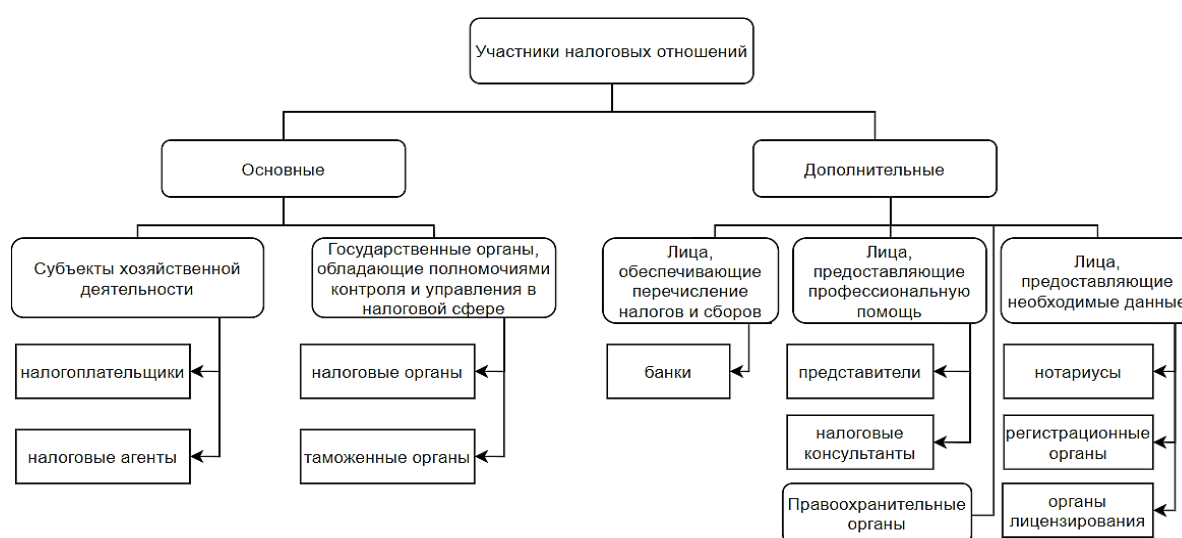 Участники налоговых отношений
Основные
Дополнительные
Субъекты хозяйственной
деятельности
Государственные органы,
обладающие полномочиями
контроля и управления в
налоговой сфере
Лица,
обеспечивающие
перечисление
налогов и сборов
Лица,
предоставляющие
профессиональную
помощь
Лица,
предоставляющие
необходимые данные
налогоплательщики
налоговые органы
банки
представители
нотариусы
налоговые агенты
таможенные органы
налоговые
консультанты
регистрационные
органы
Правоохранительные
органы
органы
лицензирования